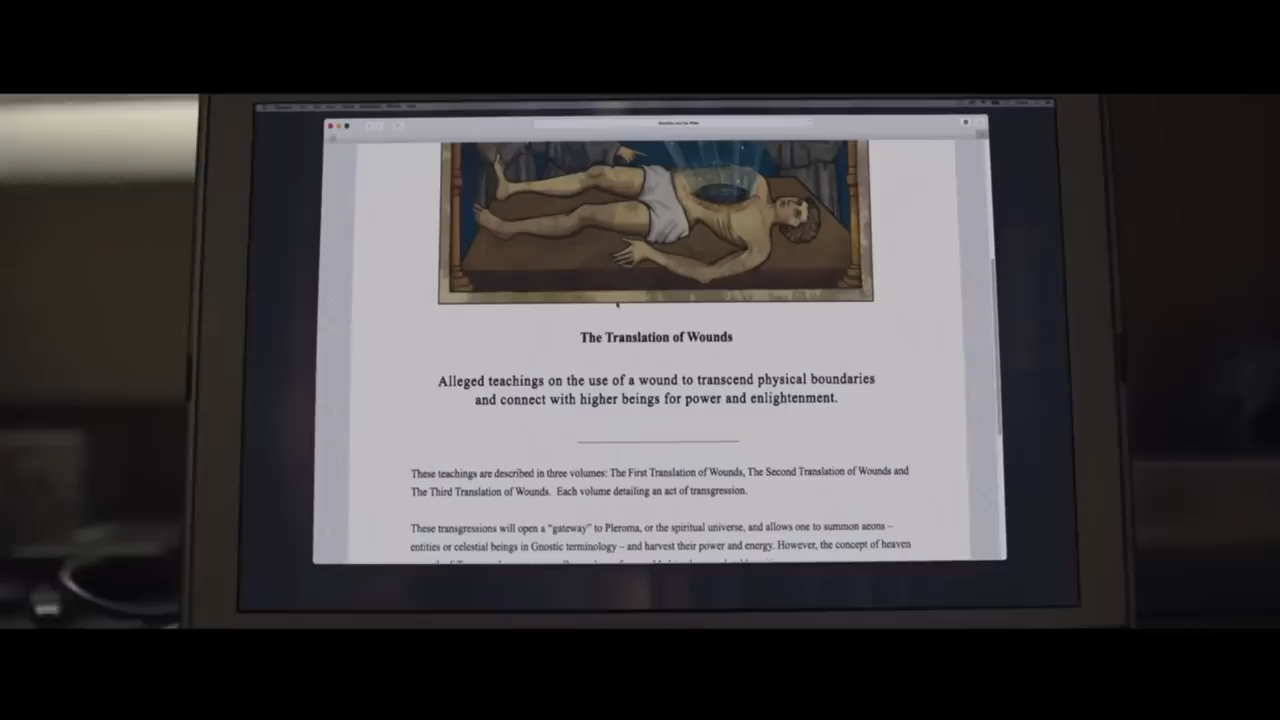 The Translation of Wounds
Alleged teachings on the use of a wound to transcend physical boundaries
and connect with higher beings for power and enlightenment.
These teachings are described in three volumes: The First Translation of Wounds, The Second Translation of Wounds and
The Third Translation of Wounds. Each volume detailing an act of transgression.
These transgressions will open a "gateway" to Pleroma, or the spiritual universe, and allows one to summon aeons –
entities or celestial beings in Gnostic terminology – and harvest their power and energy. However, the concept of heaven